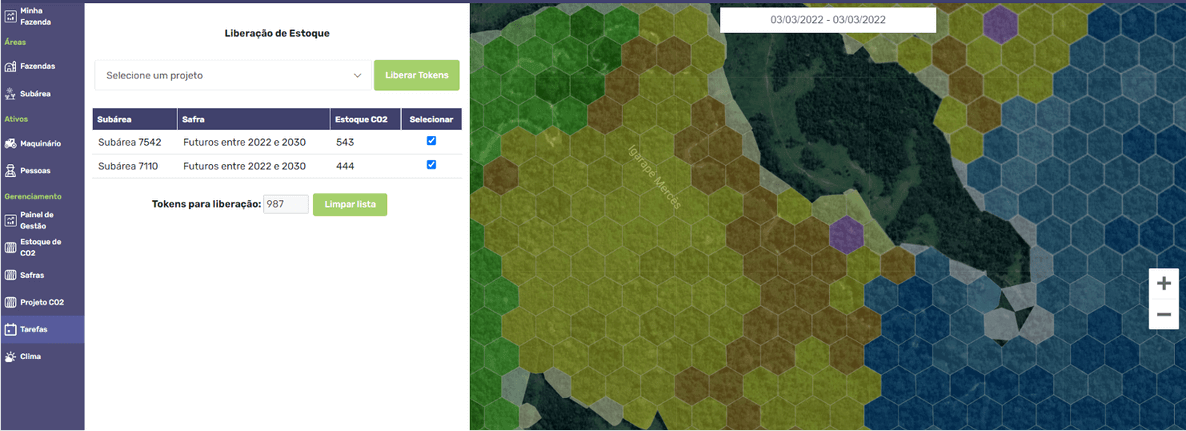 Minha
Fazenda
Áreas
Fazendas
Subárea
Ativos
Maquinário
Pessoas
Gerenciamento
Painel de
Gestão
Estoque de
CO2
Safras
Projeto CO2
Tarefas
Clima
Liberação de Estoque
Selecione um projeto
Liberar Tokens
Subárea Safra Estoque CO2 Selecionar
Subárea 7542 Futuros entre 2022 e 2030 543
Subárea 7110 Futuros entre 2022 e 2030 444
Tokens para liberação: 987 Limpar lista
03/03/2022 - 03/03/2022
Igarapé Mercês
+
−